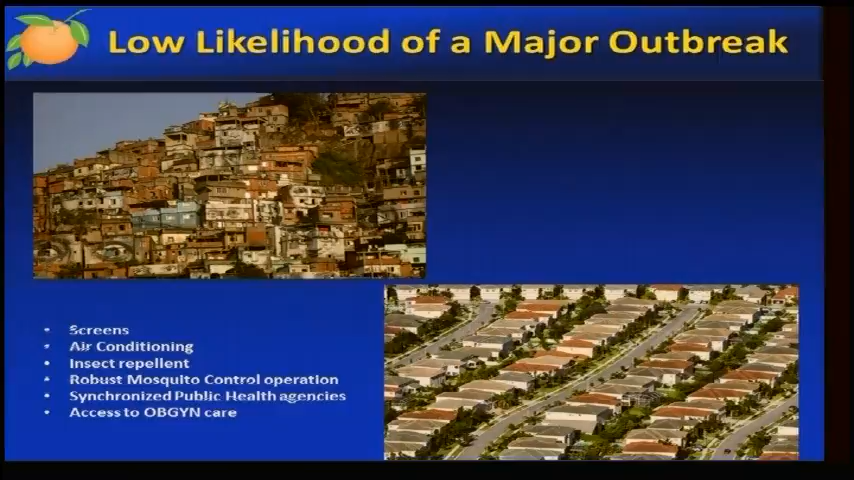 Low Likelihood of a Major Outbreak
Screens
Air Conditioning
Insect repellent
Robust Mosquito Control operation
Synchronized Public Health agencies
Access to OBGYN care